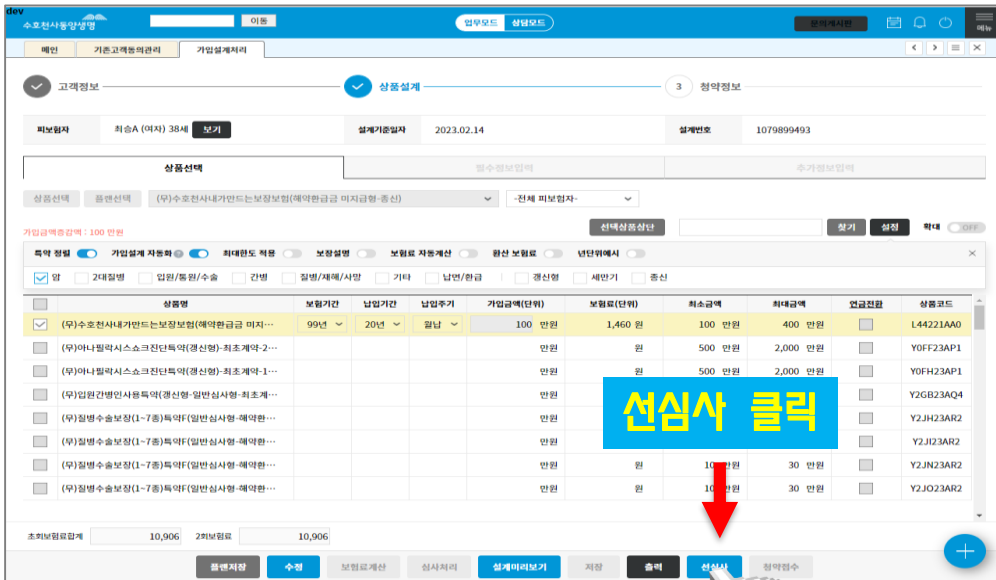 dev
수호천사동양생명 이동 업무모드 상담모드 문의게시판 메뉴
메인 기존고객동의관리 가입설계처리
고객정보 상품설계 3 청약정보
피보험자 최승A (여자) 38세 보기 설계기준일자 2023.02.14 설계번호 1079899493
상품선택 필수정보입력 추가정보입력
상품선택 플랜선택 (무)수호천사내가만드는보장보험(해약환급금 미지급형-종신) -전체 피보험자-
가입금액증감액 : 100 만원 선택상품상단 찾기 설정 확대 OFF
특약 정렬 가입설계 자동화 최대한도 적용 보장설명 보험료 자동계산 환산 보험료 년단위예시
암 2대질병 입원/통원/수술 간병 질병/재해/사망 기타 납면/환급 갱신형 세만기 종신
상품명 보험기간 납입기간 납입주기 가입금액(단위) 보험료(단위) 최소금액 최대금액 연금전환 상품코드
(무)수호천사내가만드는보장보험(해약환급금 미지… 99년 20년 월납 100 만원 1,460 원 100 만원 400 만원 L44221AA0
(무)아나필락시스쇼크진단특약(갱신형)-최초계약-2… 만원 원 500 만원 2,000 만원 Y0FF23AP1
(무)아나필락시스쇼크진단특약(갱신형)-최초계약-1… 만원 원 500 만원 2,000 만원 Y0FH23AP1
(무)입원간병인사용특약(갱신형-일반심사형-최초계… 만원 Y2GB23AQ4
선심사 클릭
(무)질병수술보장(1~7종)특약F(일반심사형-해약환… 만원 Y2JH23AR2
(무)질병수술보장(1~7종)특약F(일반심사형-해약환… 만원 원 Y2JI23AR2
(무)질병수술보장(1~7종)특약F(일반심사형-해약환… 만원 원 10 만원 30 만원 Y2JN23AR2
(무)질병수술보장(1~7종)특약F(일반심사형-해약환… 만원 원 10 만원 30 만원 Y2JO23AR2
초회보험료합계 10,906 2회보험료 10,906
플랜저장 수정 보험료계산 심사처리 설계미리보기 저장 출력 선심사 청약접수